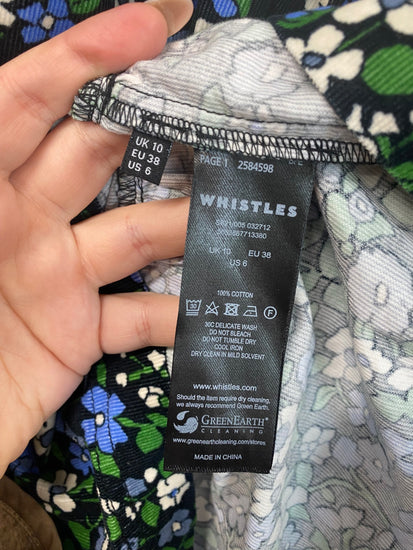 UK 10
EU 38
US 6
PAGE 1 2584598
WHISTLES
UK 10 EU 38
US 6
100% COTTON
30
F
30C DELICATE WASH
DO NOT BLEACH
DO NOT TUMBLE DRY
COOL IRON
DRY CLEAN IN MILD SOLVENT
www.whistles.com
Should the item require dry cleaning,
we always recommend Green Earth.
GREENEARTH
CLEANING
greenearthcleaning.com/stores
MADE IN CHINA